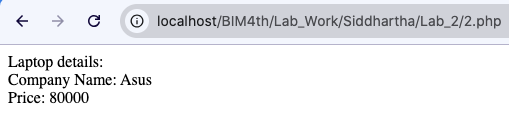 localhost/BIM4th/Lab_Work/Siddhartha/Lab_2/2.php
Laptop details:
Company Name: Asus
Price: 80000